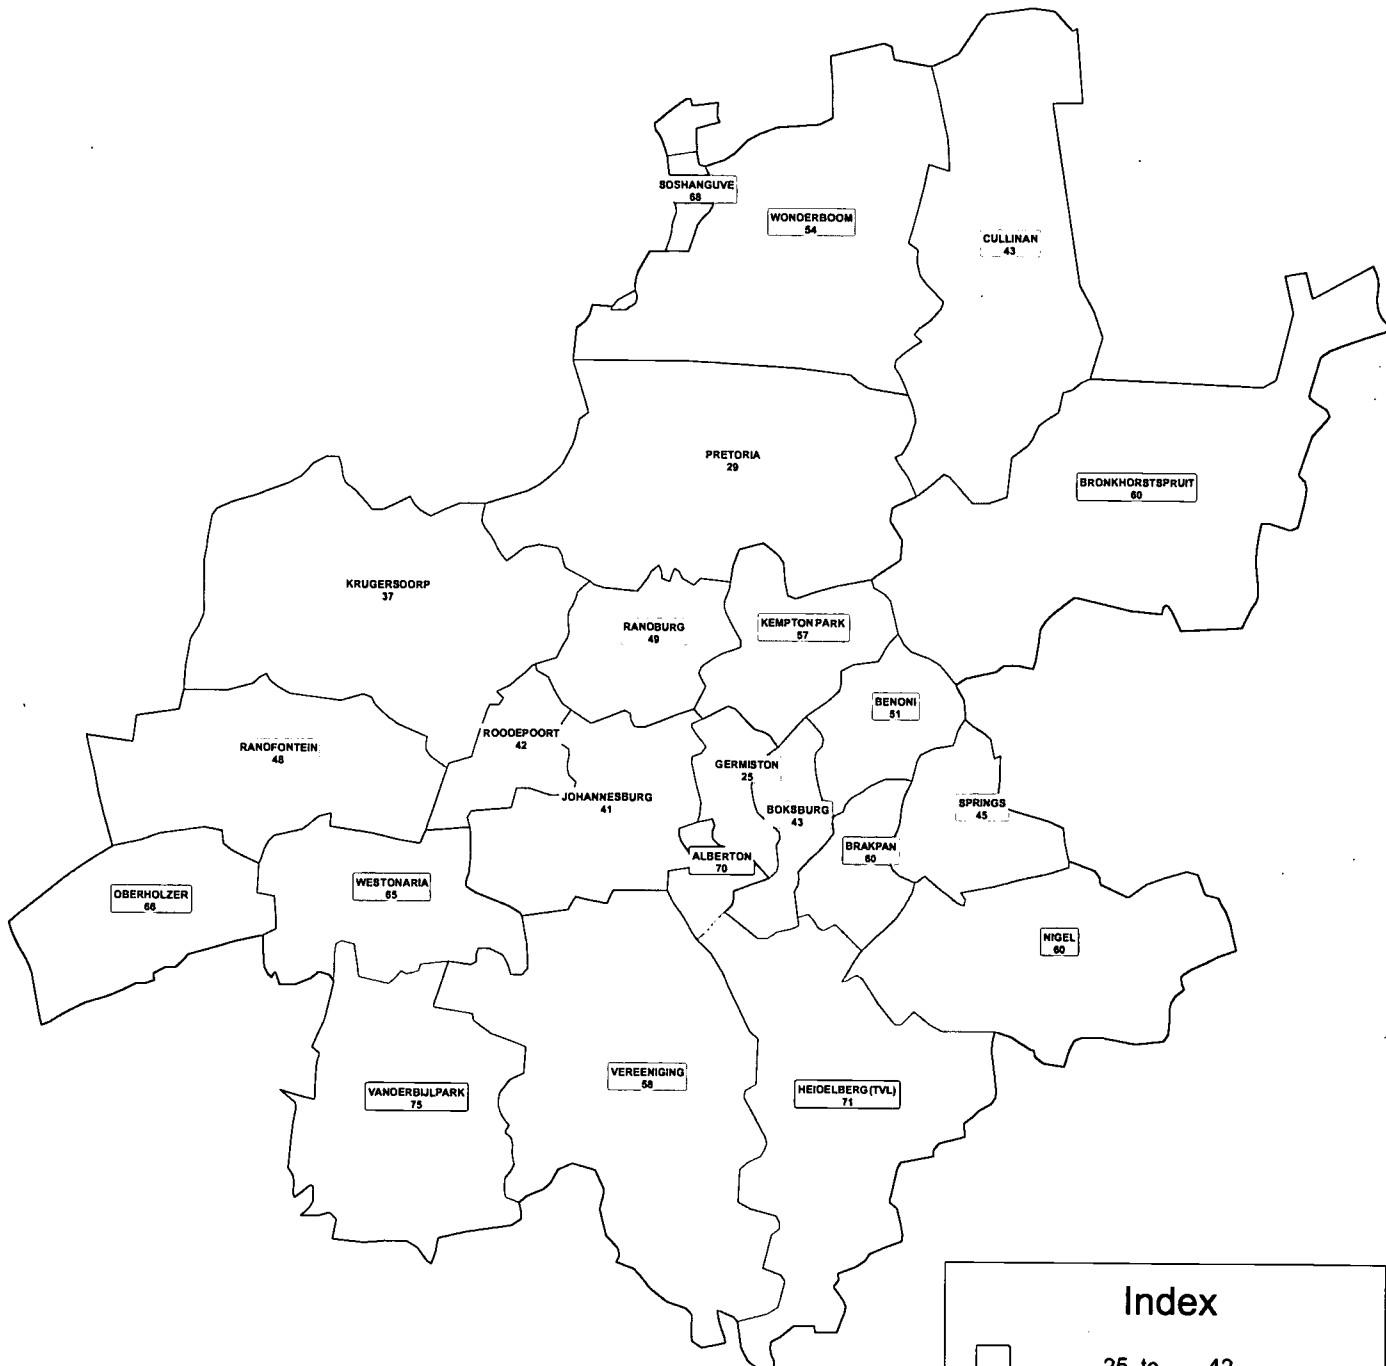 SOSHANGUVE
68
WONDERBOOM
54
CULLINAN
43
PRETORIA
29
BRONKHORSTSPRUIT
60
KRUGERSDORP
37
RANDBURG
49
KEMPTON PARK
57
BENONI
51
ROODEPOORT
42
RANDFONTEIN
48
GERMISTON
25
JOHANNESBURG
41
BOKSBURG
43
SPRINGS
45
BRAKPAN
60
ALBERTON
70
WESTONARIA
65
OBERHOLZER
66
NIGEL
60
VEREENIGING
58
VANDERBIJLPARK
75
HEIDELBERG (TVL)
71
Index
25 to 42